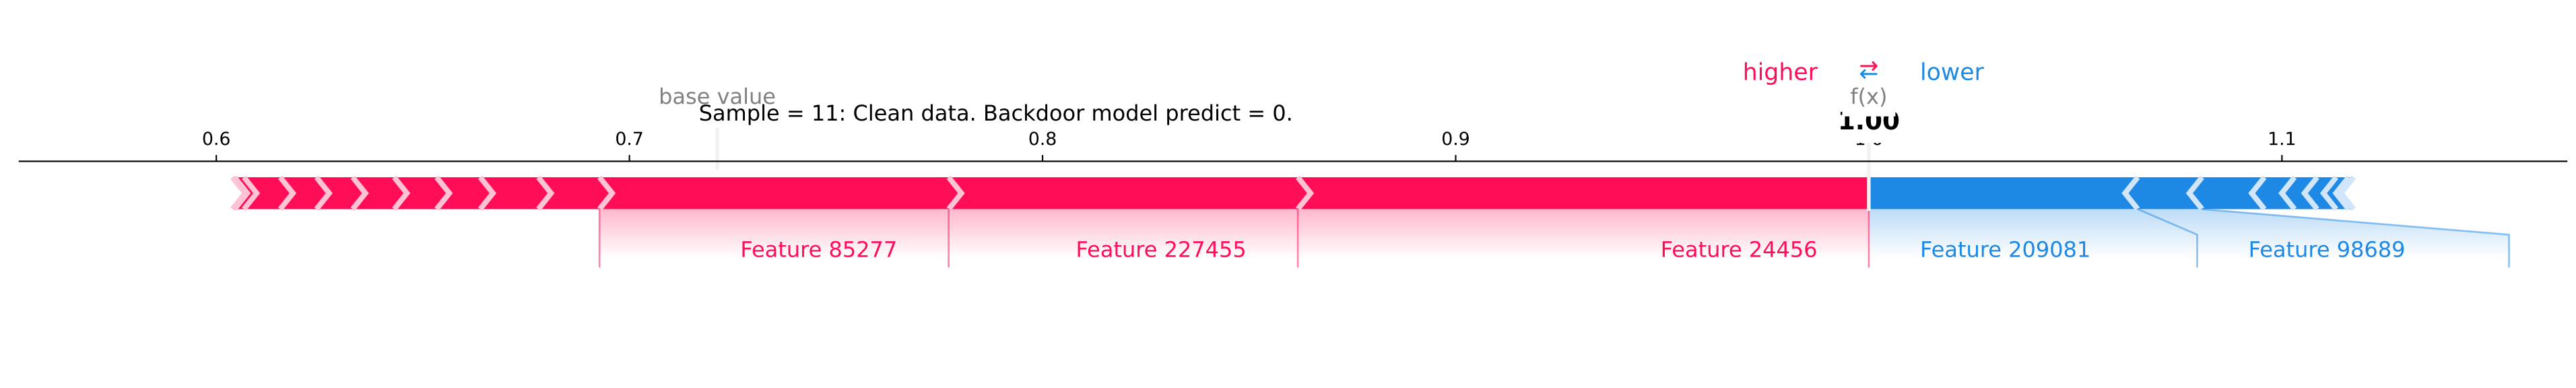 higher ⇄ lower
base value f(x)
Sample = 11: Clean data. Backdoor model predict = 0.
1.00
0.6 0.7 0.8 0.9 1.1
Feature 85277 Feature 227455 Feature 24456 Feature 209081 Feature 98689